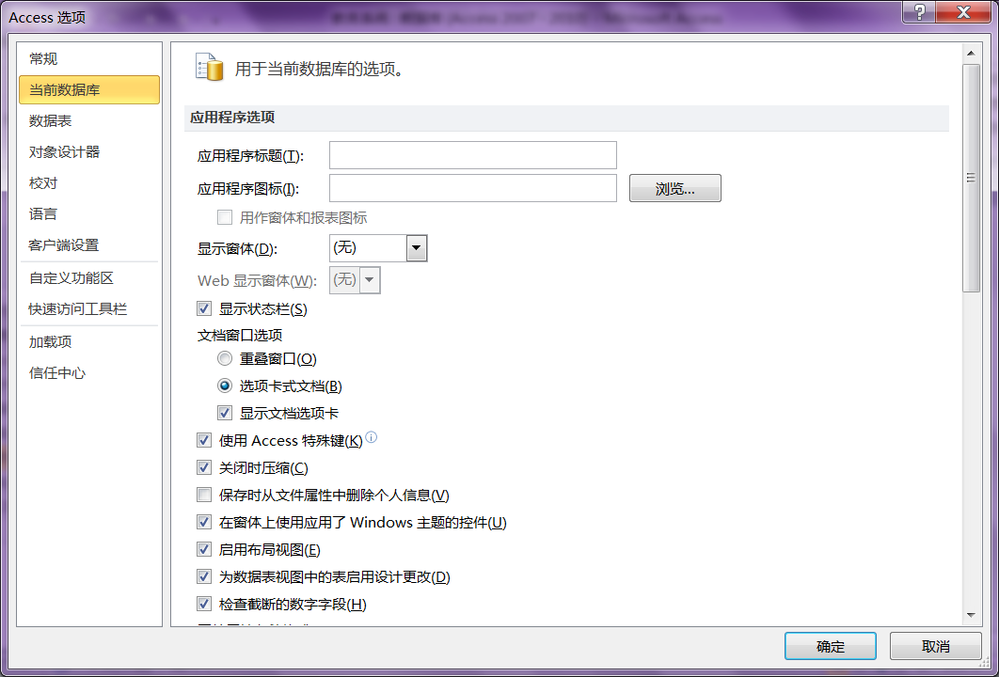 Access 选项
常规
当前数据库
数据表
对象设计器
校对
语言
客户端设置
自定义功能区
快速访问工具栏
加载项
信任中心
用于当前数据库的选项。
应用程序选项
应用程序标题(T):
应用程序图标(I):
浏览...
用作窗体和报表图标
显示窗体(D):
(无)
Web 显示窗体(W):
(无)
显示状态栏(S)
文档窗口选项
重叠窗口(O)
选项卡式文档(B)
显示文档选项卡
使用 Access 特殊键(K)
关闭时压缩(C)
保存时从文件属性中删除个人信息(V)
在窗体上使用应用了 Windows 主题的控件(U)
启用布局视图(E)
为数据表视图中的表启用设计更改(D)
检查截断的数字字段(H)
确定
取消